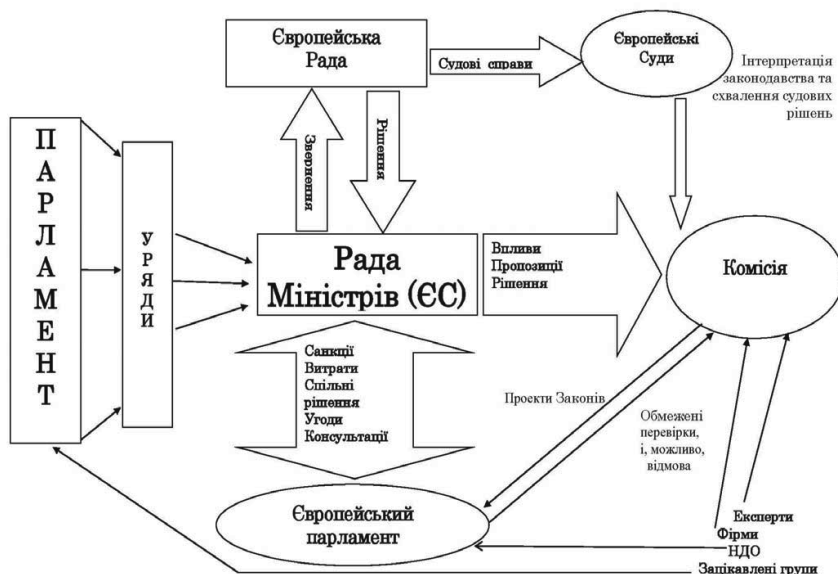 Європейська
Рада
Судові справи
Європейські
Суди
Інтерпретація
законодавства та
схвалення судових
рішень
ПАРЛАМЕНТ
УРЯДИ
Звернення
Рішення
Рада
Міністрів (ЄС)
Впливи
Пропозиції
Рішення
Комісія
Санкції
Витрати
Спільні
рішення
Угоди
Консультації
Проекти Законів
Обмежені
перевірки,
і, можливо,
відмова
Європейський
парламент
Експерти
Фірми
НДО
Зацікавлені групи